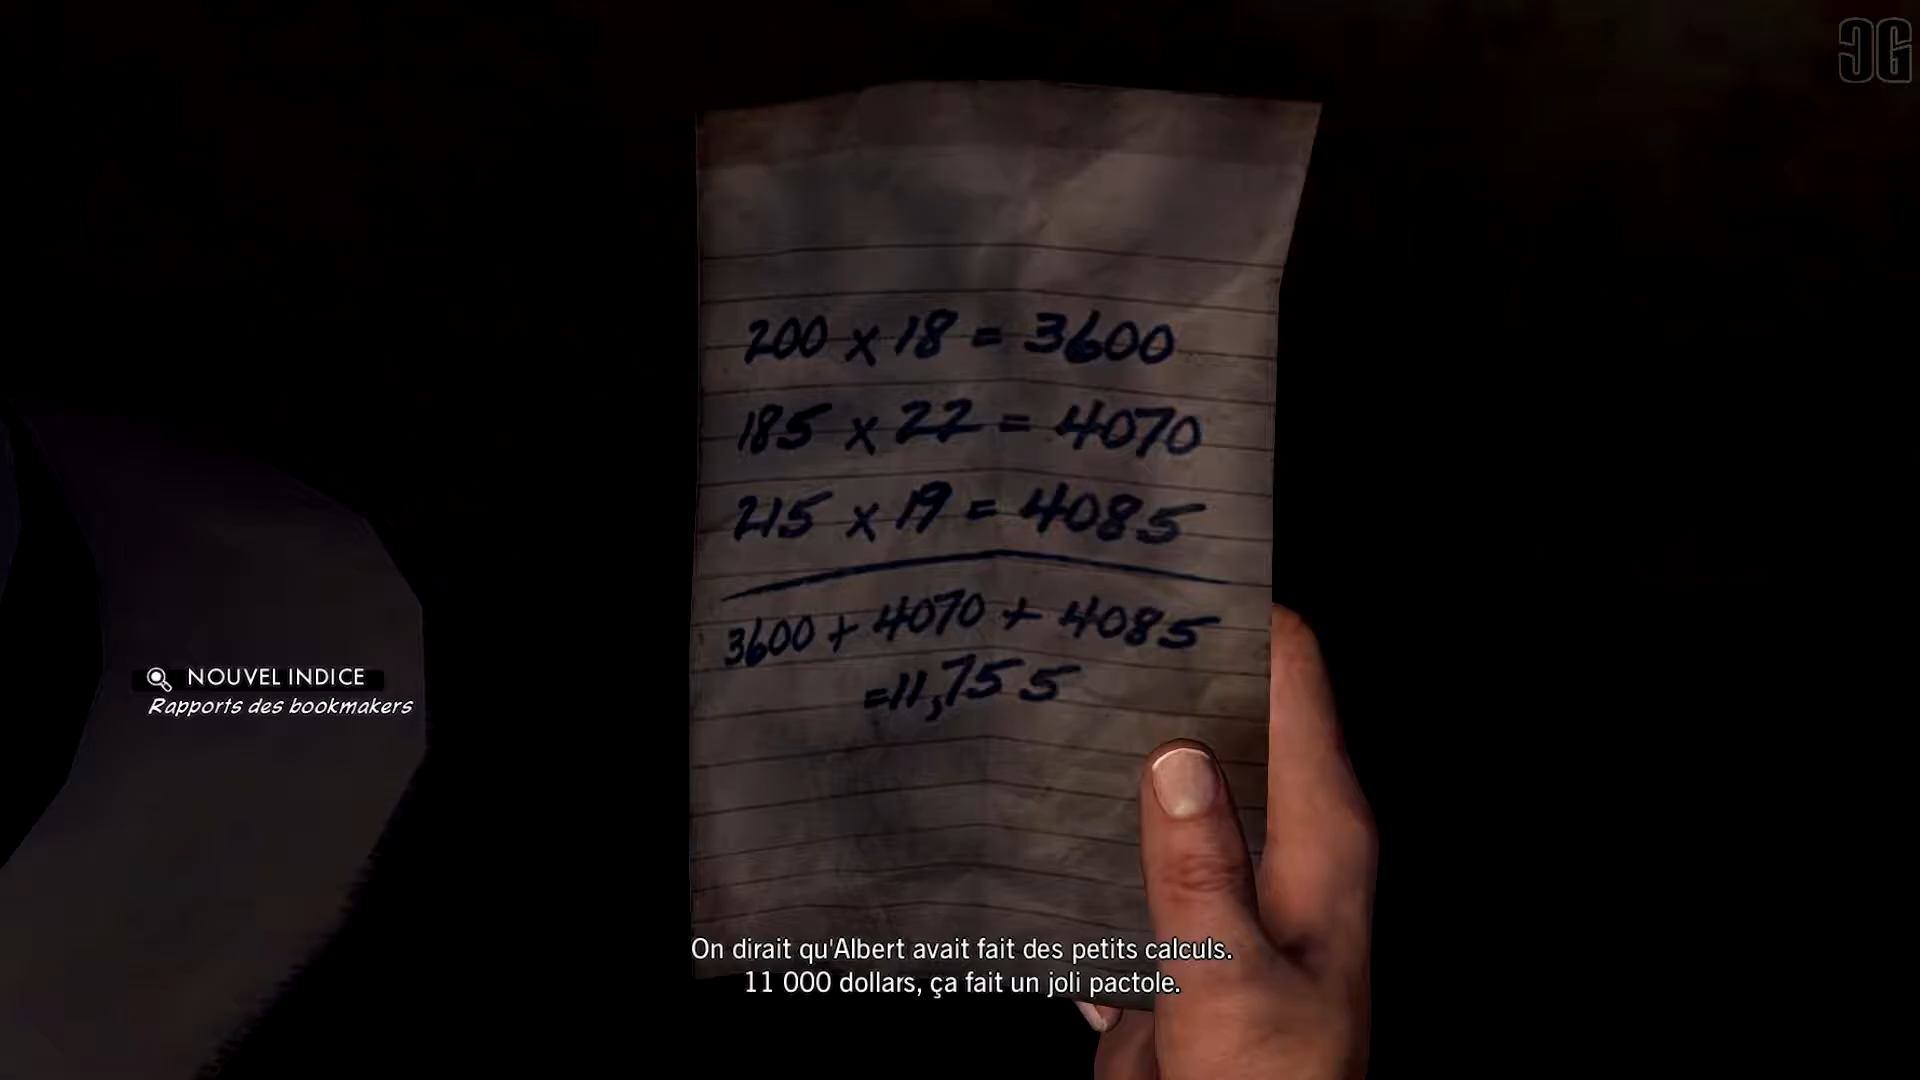 200 x 18 = 3600
185 x 22 = 4070
215 x 19 = 4085
3600 + 4070 + 4085
=11,755
NOUVEL INDICE
Rapports des bookmakers
On dirait qu'Albert avait fait des petits calculs.
11 000 dollars, ça fait un joli pactole.